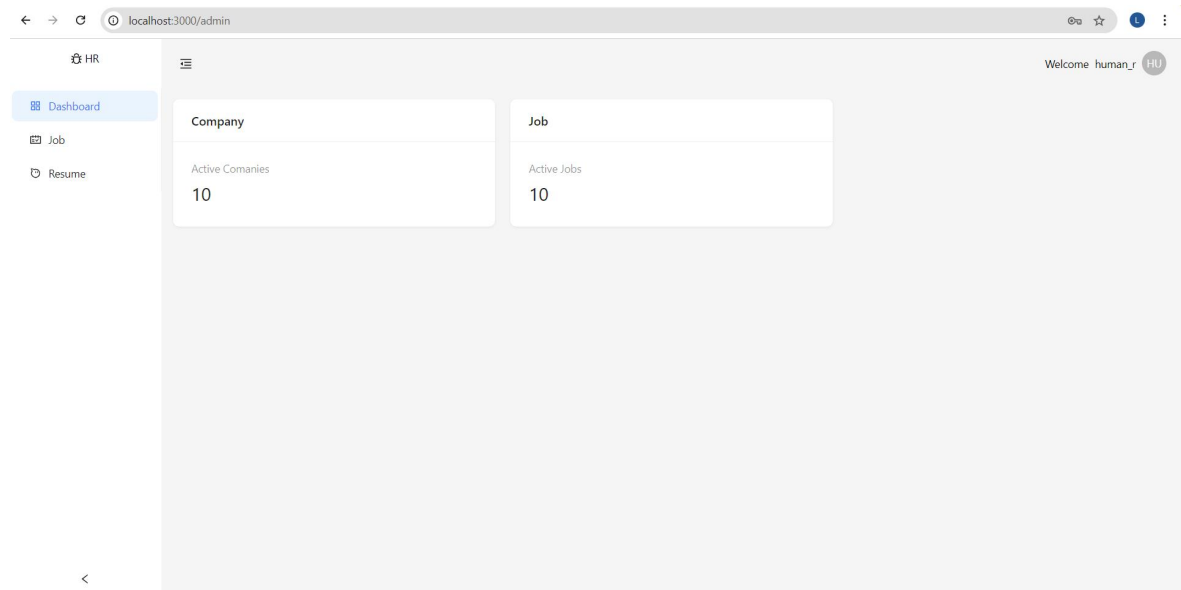 localhost:3000/admin
L
HR
Welcome human_r HU
Dashboard
Job
Resume
Company
Active Comanies
10
Job
Active Jobs
10